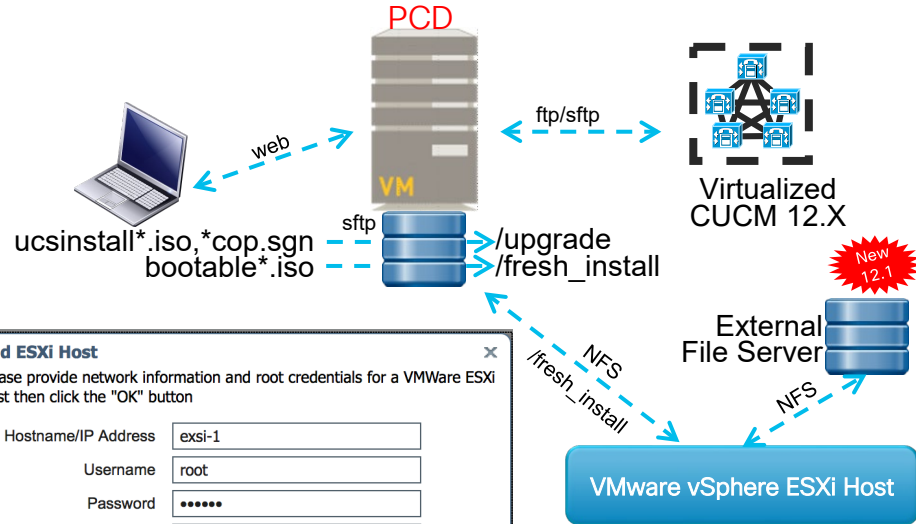 PCD
web
ftp/sftp
VM
Virtualized
CUCM 12.X
sftp
ucsinstall*.iso,*cop.sgn
/upgrade
bootable*.iso
/fresh_install
New
12.1
External
File Server
NFS
/fresh_install
NFS
VMware vSphere ESXi Host
d ESXi Host
x
ase provide network information and root credentials for a VMWare ESXi
st then click the "OK" button
Hostname/IP Address
exsi-1
Username
root
Password
••••••